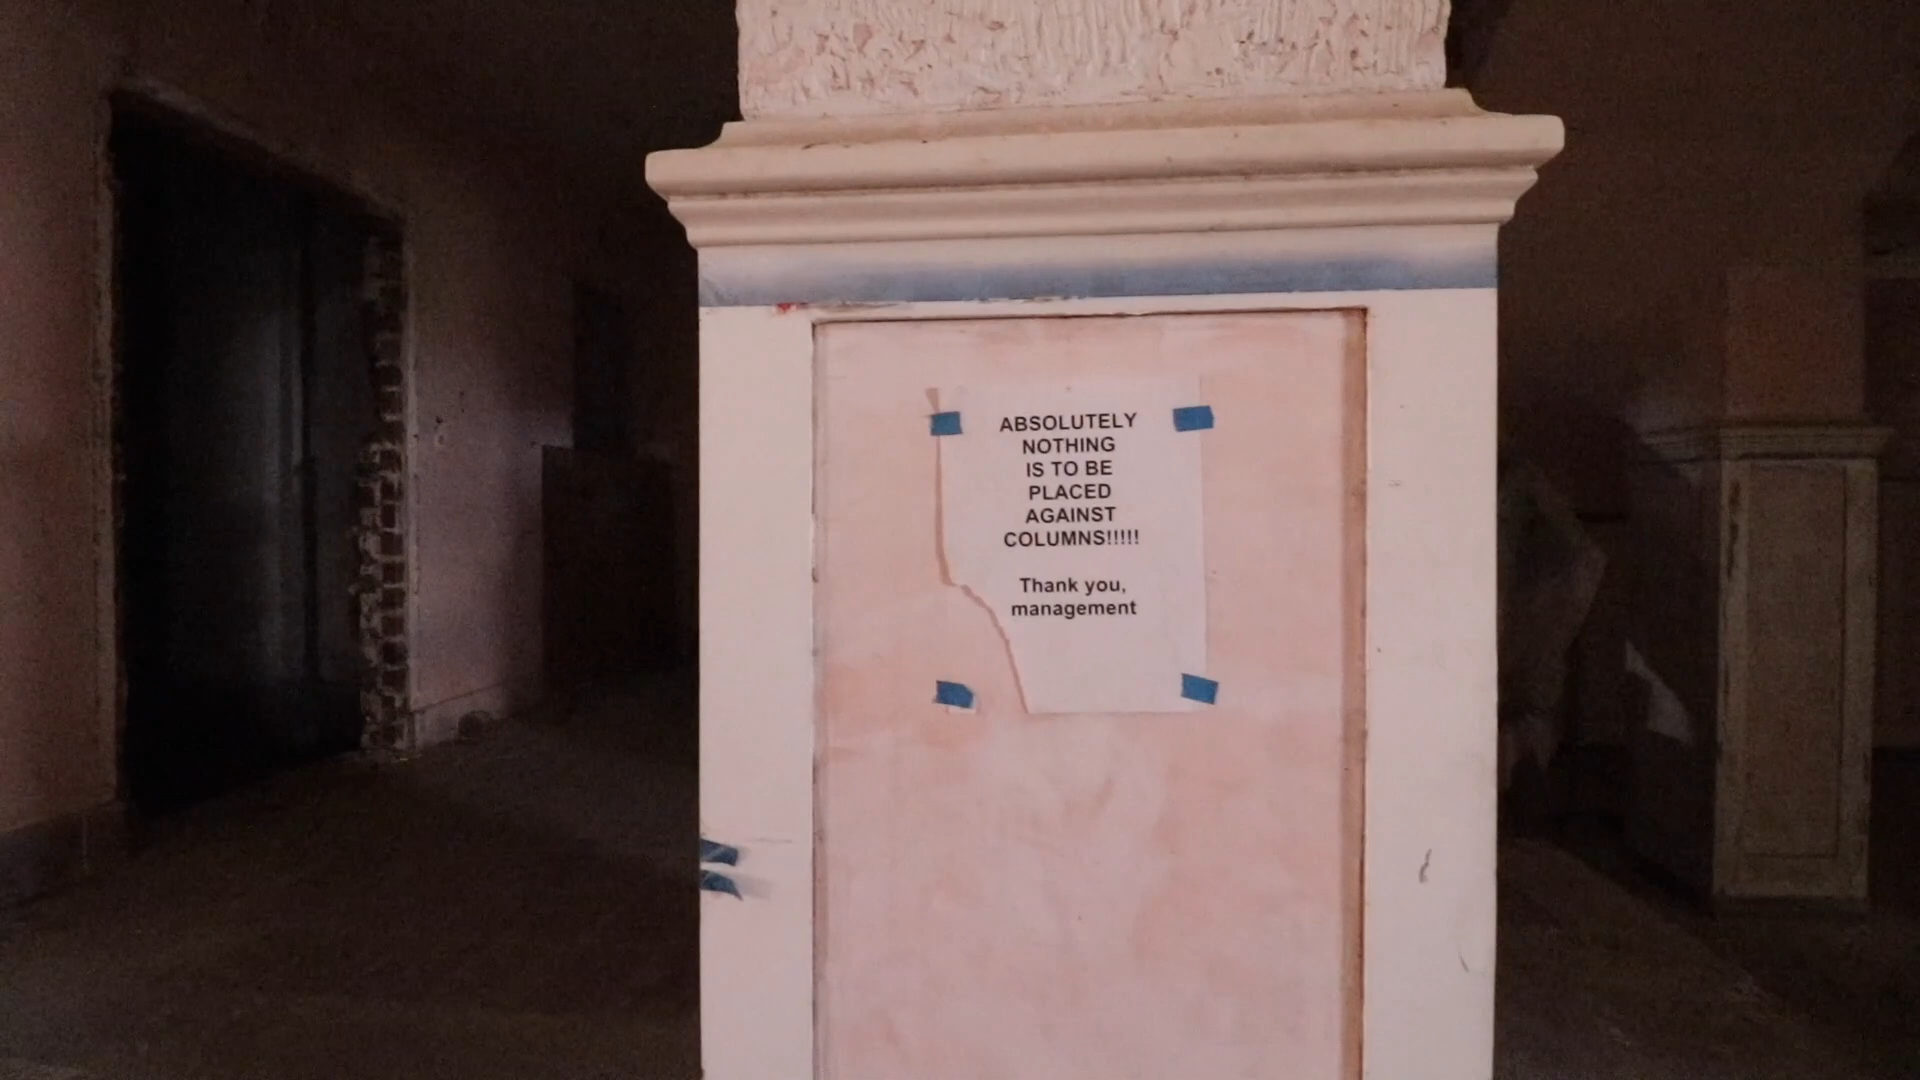 ABSOLUTELY
NOTHING
IS TO BE
PLACED
AGAINST
COLUMNS!!!!!
Thank you,
management